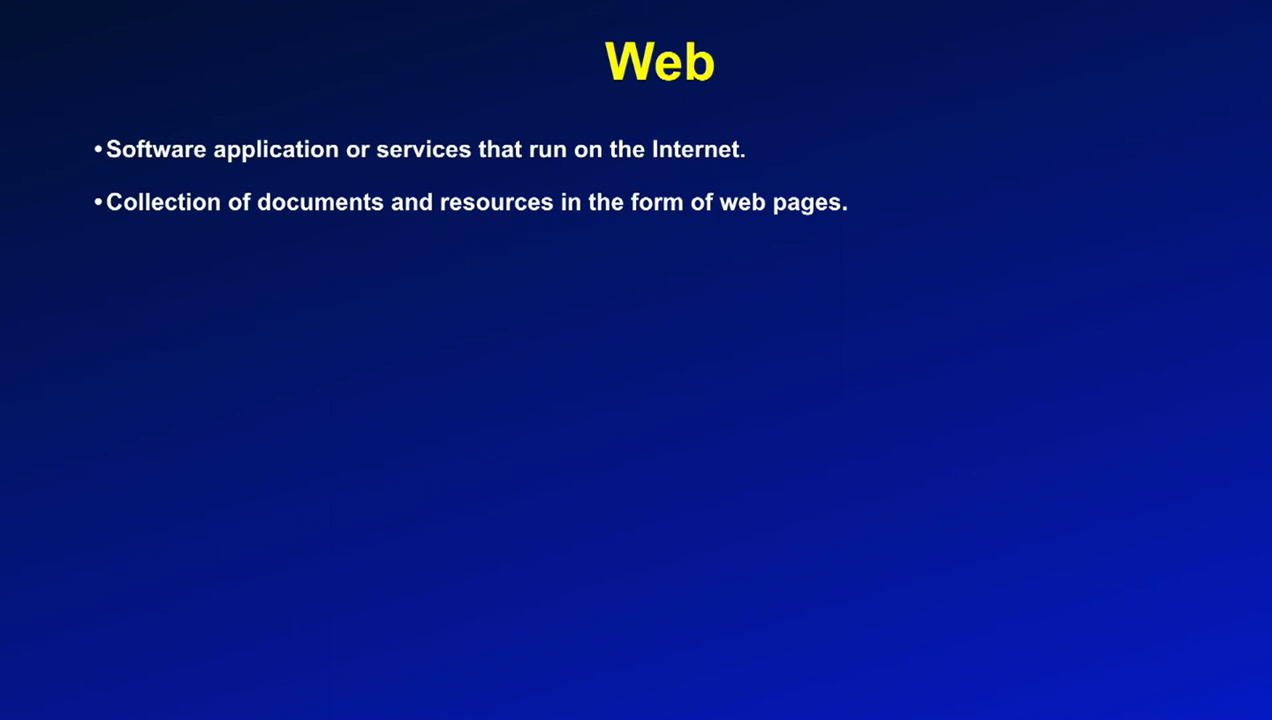 Web
•Software application or services that run on the Internet.
•Collection of documents and resources in the form of web pages.